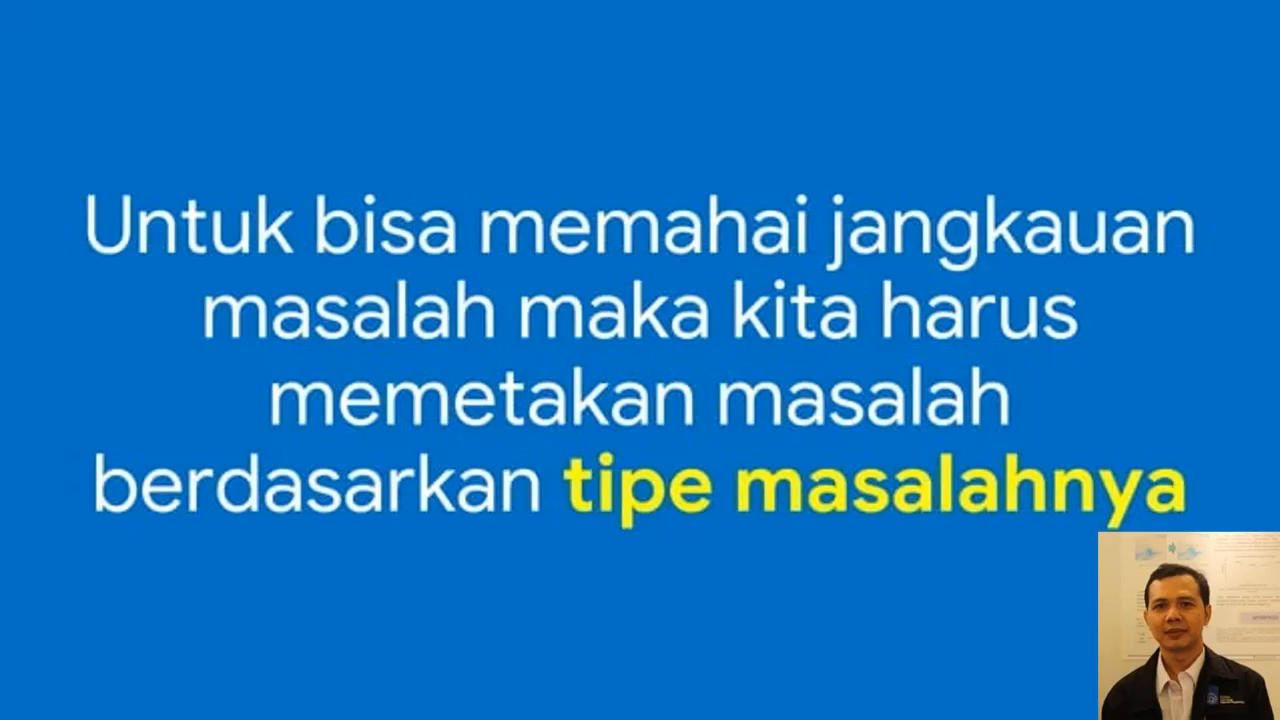 Untuk bisa memahai jangkauan
masalah maka kita harus
memetakan masalah
berdasarkan tipe masalahnya